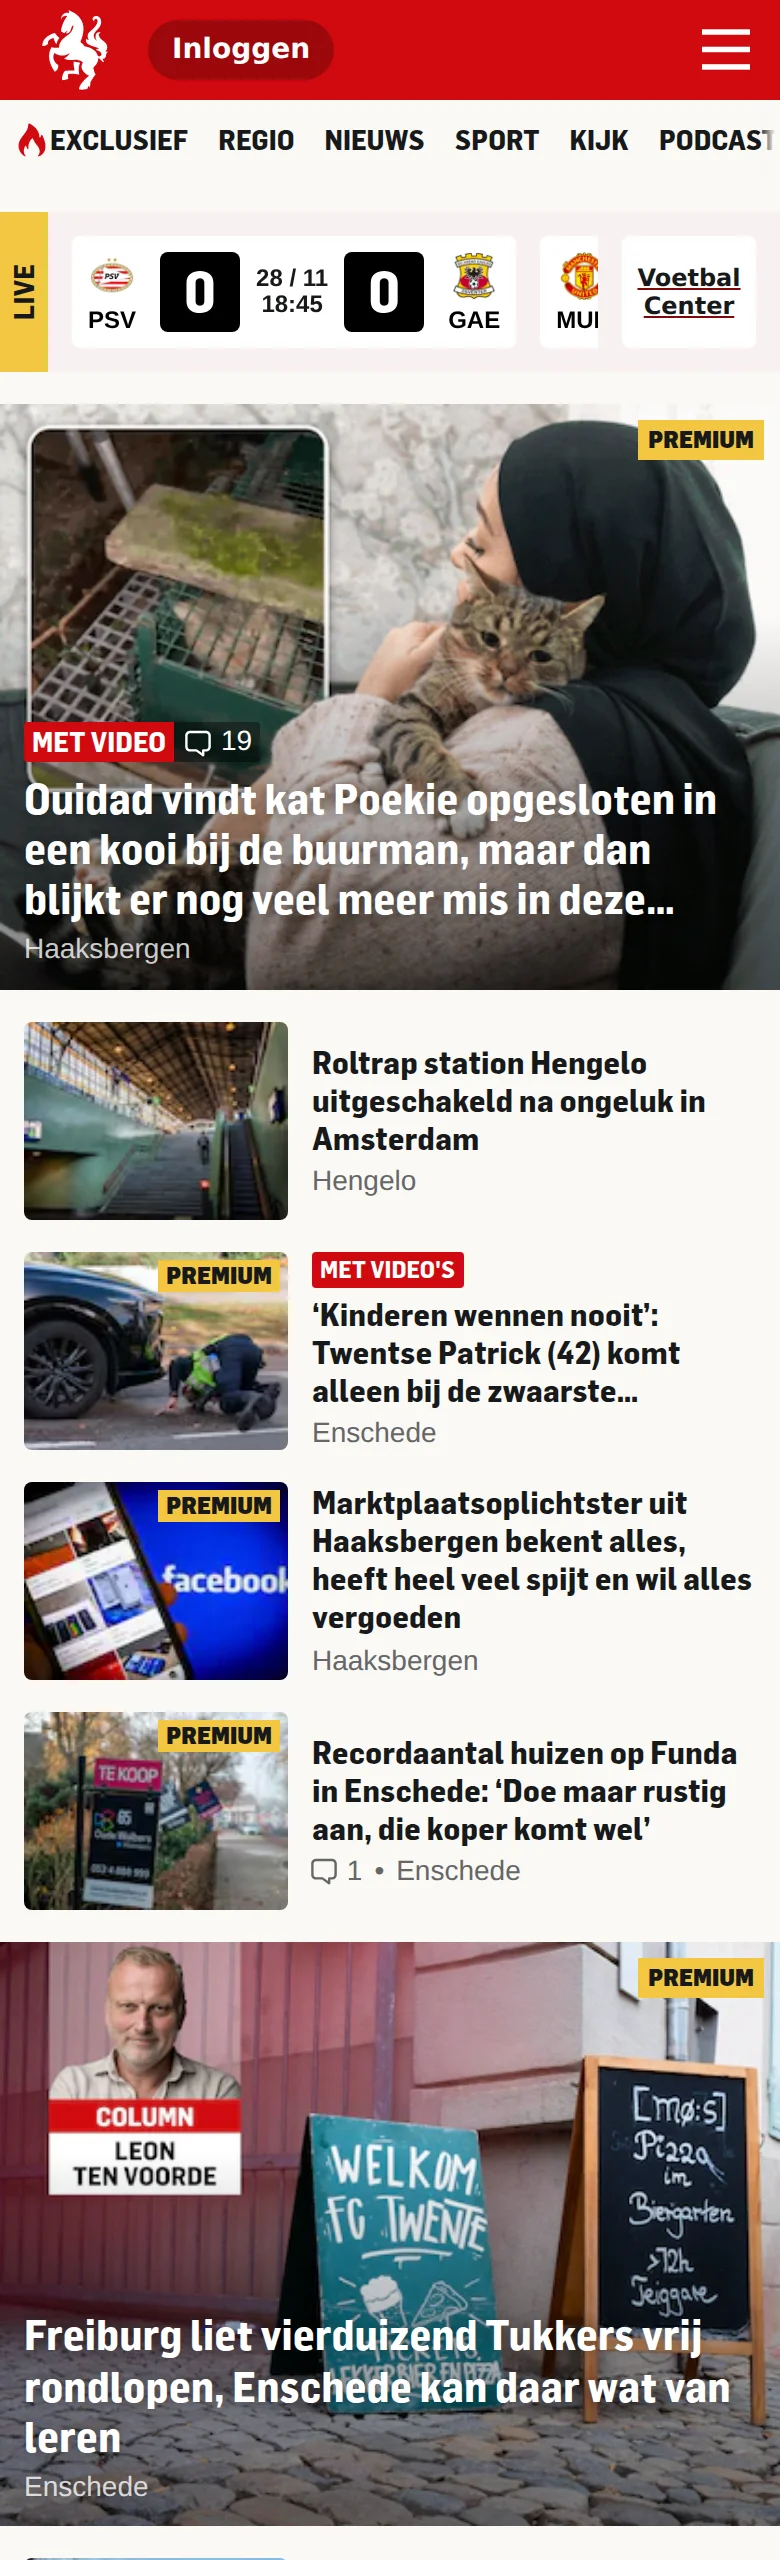 Inloggen
EXCLUSIEF REGIO NIEUWS SPORT KIJK PODCAST
LIVE
PSV
PSV
0
28 / 11
18:45
0
GAE
MUI
Voetbal
Center
PREMIUM
MET VIDEO
19
Ouidad vindt kat Poekie opgesloten in
een kooi bij de buurman, maar dan
blijkt er nog veel meer mis in deze...
Haaksbergen
Roltrap station Hengelo
uitgeschakeld na ongeluk in
Amsterdam
Hengelo
PREMIUM
MET VIDEO'S
‘Kinderen wennen nooit’:
Twentse Patrick (42) komt
alleen bij de zwaarste...
Enschede
PREMIUM
facebook
Marktplaatsoplichtster uit
Haaksbergen bekent alles,
heeft heel veel spijt en wil alles
vergoeden
Haaksbergen
PREMIUM
TE KOOP
65
Recordaantal huizen op Funda
in Enschede: ‘Doe maar rustig
aan, die koper komt wel’
1 • Enschede
PREMIUM
COLUMN
LEON
TEN VOORDE
WELKOM
FC TWENTE
[mø:s]
Pizza
im
Biergarten
>12h
TICKETS
Freiburg liet vierduizend Tukkers vrij
rondlopen, Enschede kan daar wat van
leren
Enschede